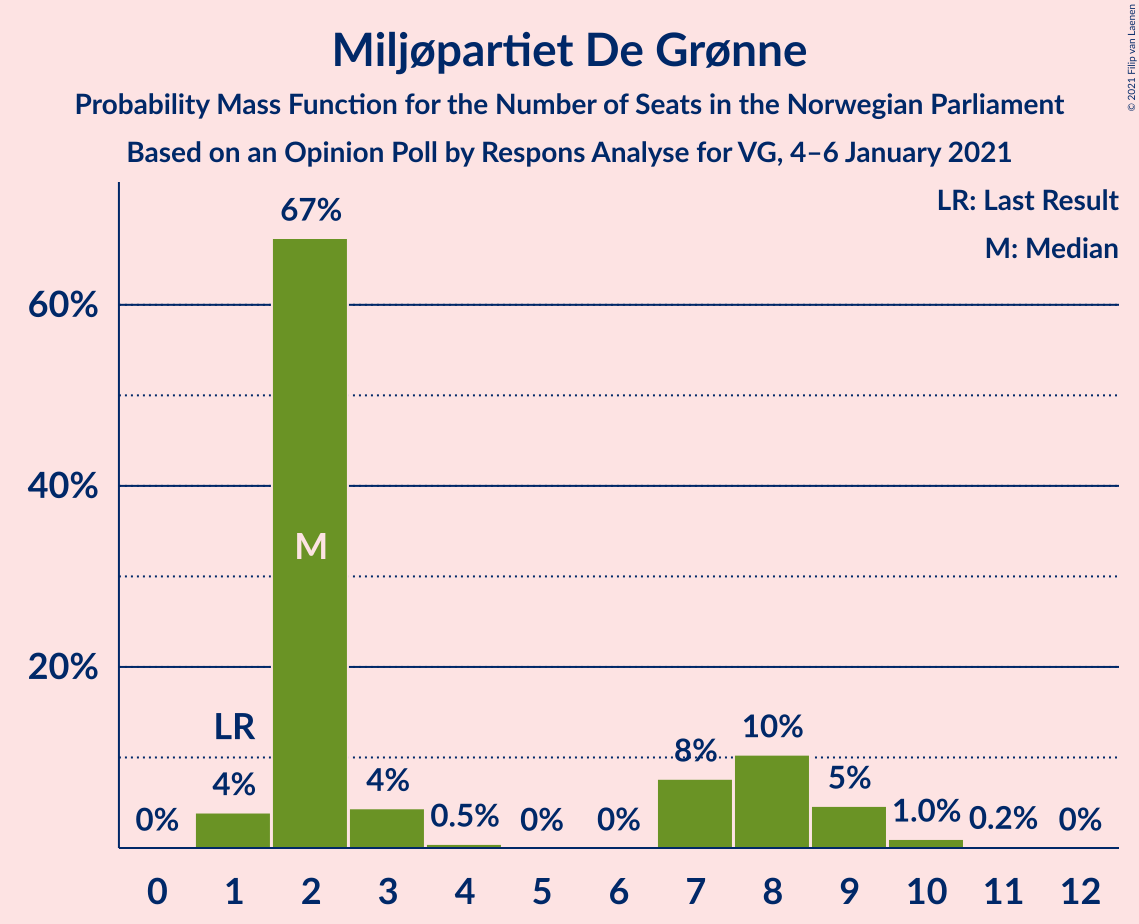 Miljøpartiet De Grønne
Probability Mass Function for the Number of Seats in the Norwegian Parliament
Based on an Opinion Poll by Respons Analyse for VG, 4–6 January 2021
© 2021 Filip van Laenen
LR: Last Result
M: Median
67%
60%
40%
M
20%
LR
0% 4% 4% 0.5% 0% 0% 8% 10% 5% 1.0% 0.2% 0%
0 1 2 3 4 5 6 7 8 9 10 11 12